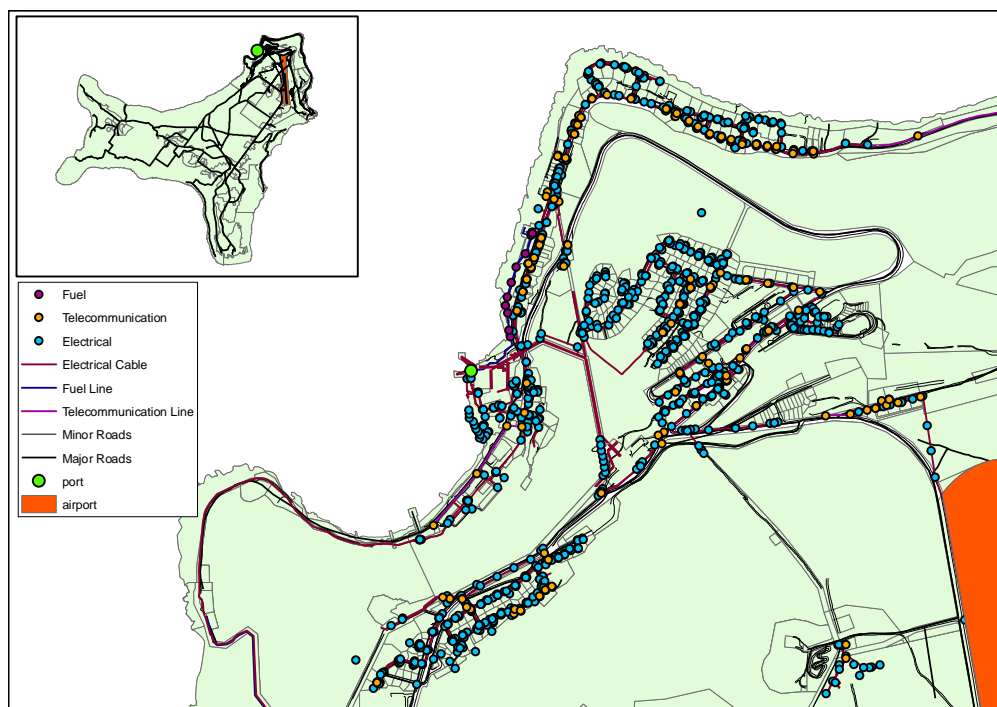 Fuel
Telecommunication
Electrical
Electrical Cable
Fuel Line
Telecommunication Line
Minor Roads
Major Roads
port
airport